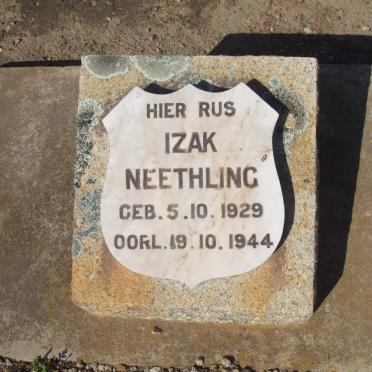 HIER RUS
IZAK
NEETHLING
GEB. 5. 10. 1929
OORL. 19. 10. 1944